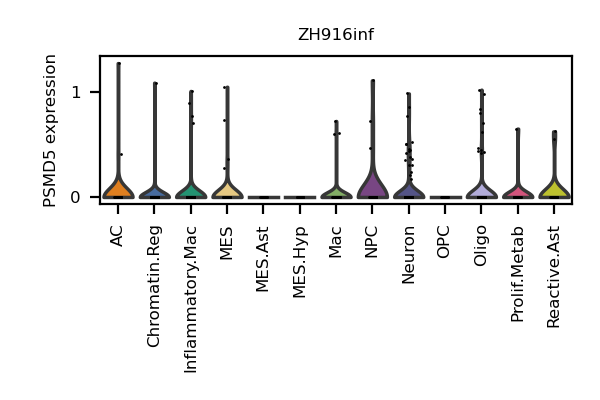 ZH916inf
PSMD5 expression
1
0
AC
Chromatin.Reg
Inflammatory.Mac
MES
MES.Ast
MES.Hyp
Mac
NPC
Neuron
OPC
Oligo
Prolif.Metab
Reactive.Ast